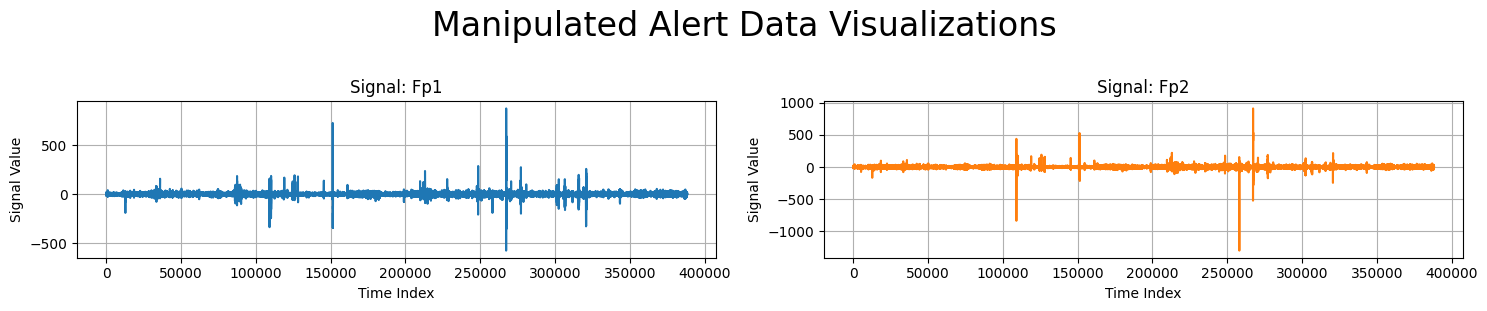 Manipulated Alert Data Visualizations
Signal: Fp1
Signal Value
500
0
−500
0 50000 100000 150000 200000 250000 300000 350000 400000
Time Index
Signal: Fp2
Signal Value
1000
500
0
−500
−1000
0 50000 100000 150000 200000 250000 300000 350000 400000
Time Index